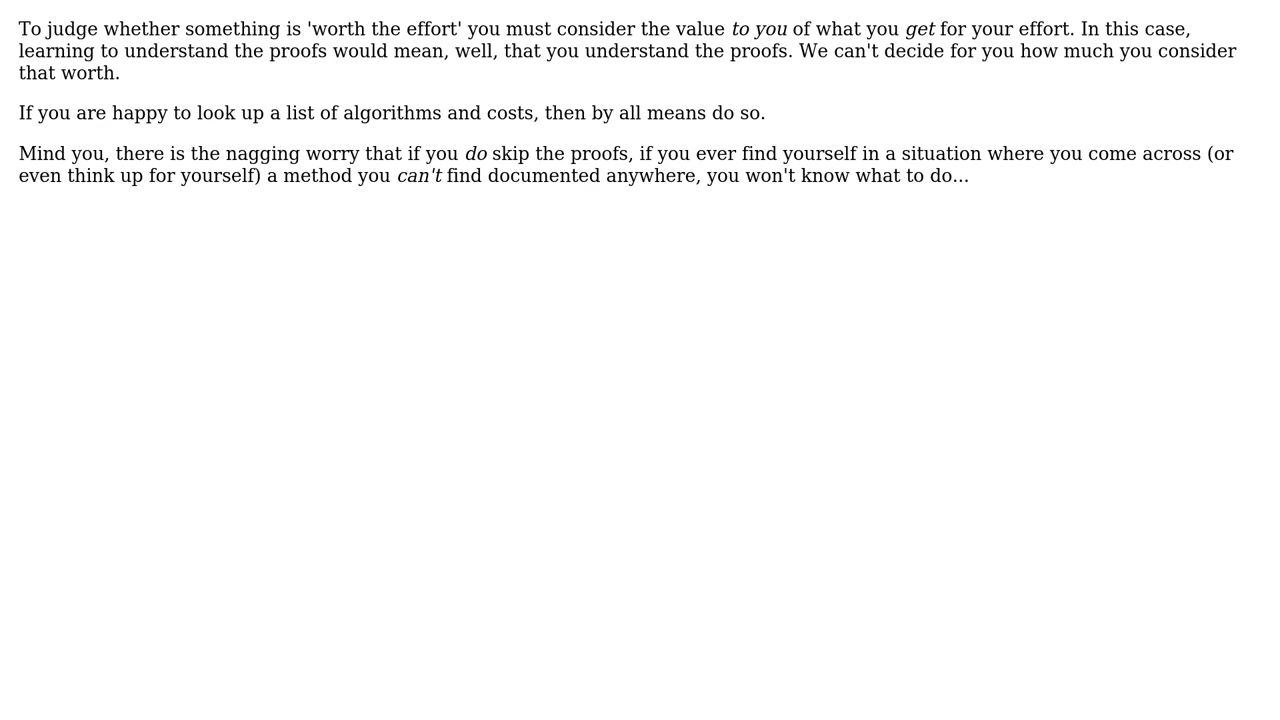 To judge whether something is 'worth the effort' you must consider the value to you of what you get for your effort. In this case,
learning to understand the proofs would mean, well, that you understand the proofs. We can't decide for you how much you consider
that worth.
If you are happy to look up a list of algorithms and costs, then by all means do so.
Mind you, there is the nagging worry that if you do skip the proofs, if you ever find yourself in a situation where you come across (or
even think up for yourself) a method you can't find documented anywhere, you won't know what to do...